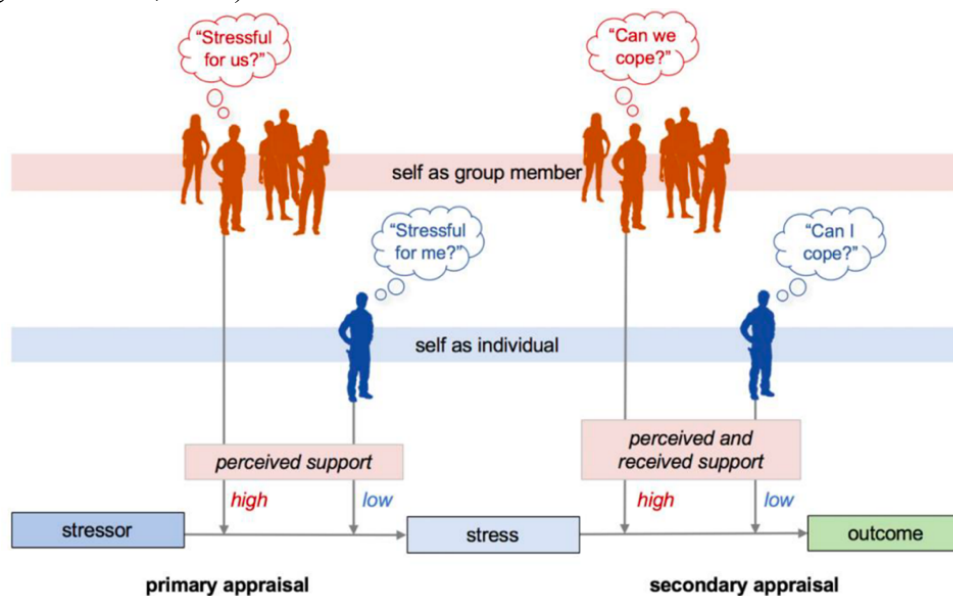 “Stressful
for us?”
“Can we
cope?”
self as group member
“Stressful
for me?”
“Can I
cope?”
self as individual
perceived support
perceived and
received support
high
low
high
low
stressor
stress
outcome
primary appraisal
secondary appraisal